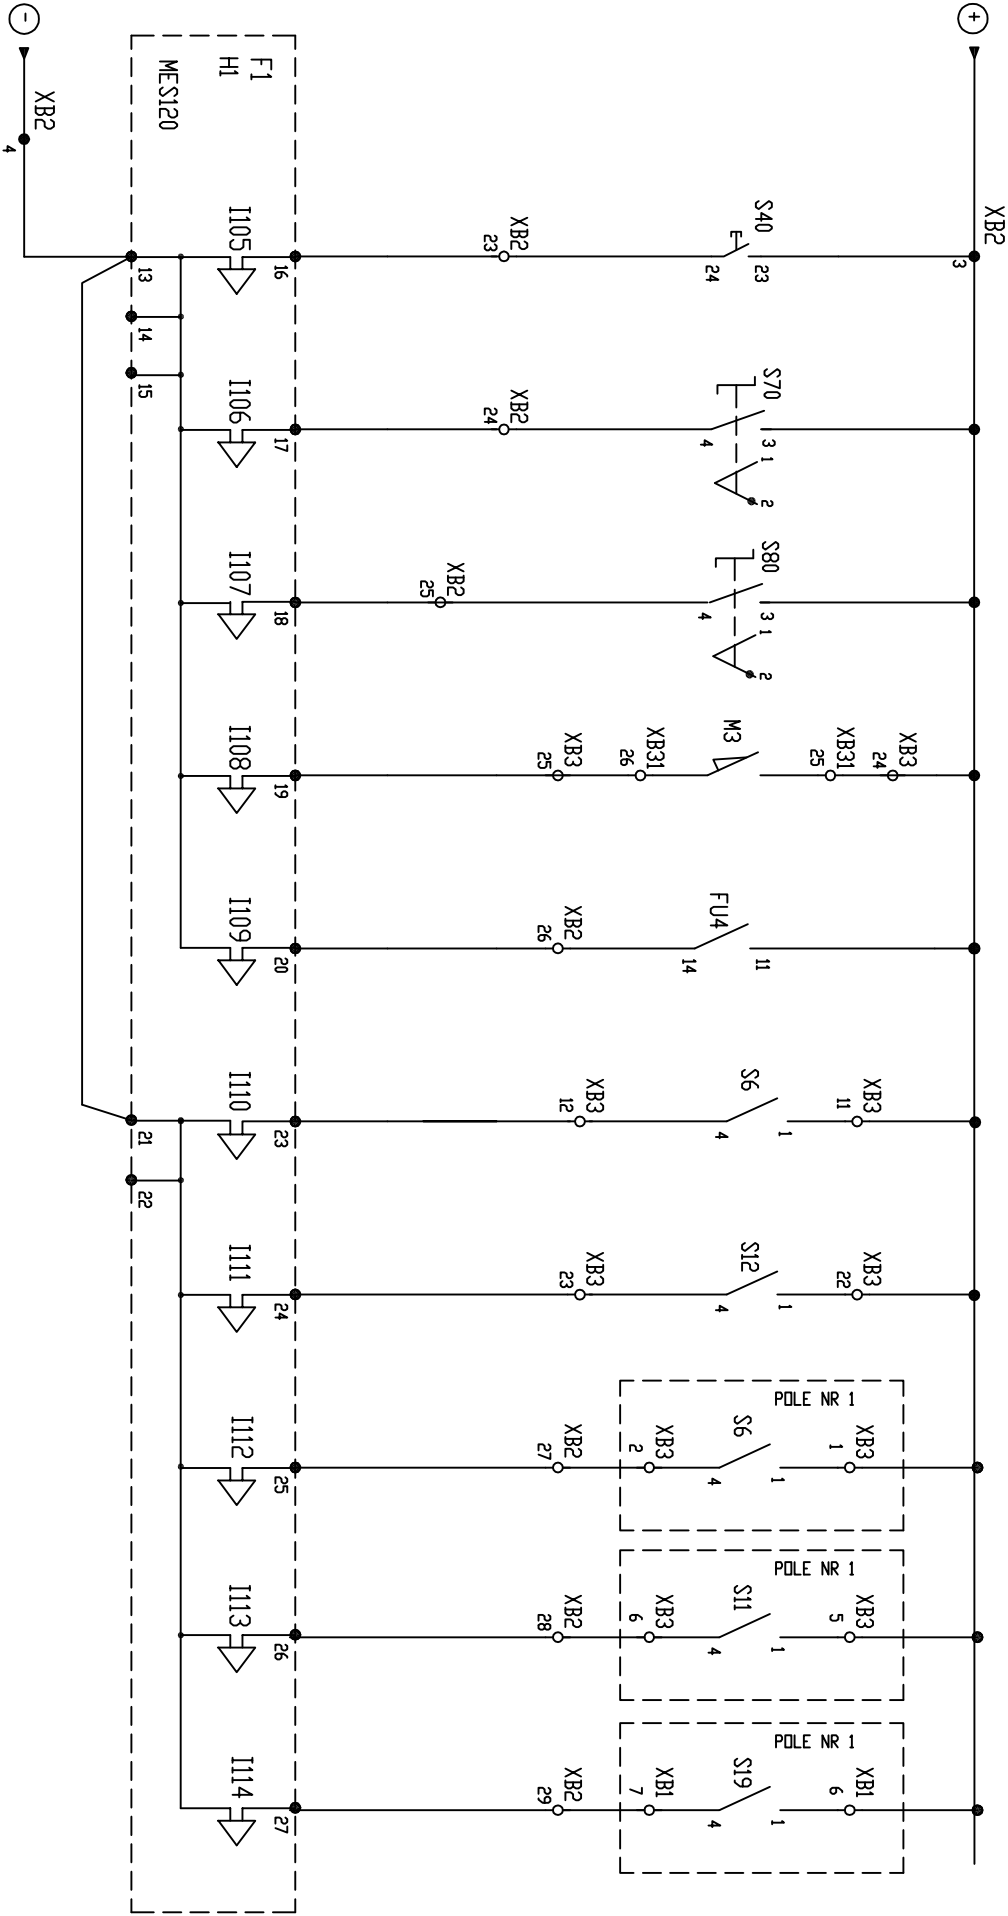 -
XB2
4
+
XB2
3
F1
H1
MES120
I105
13
16
XB2
23
S40
24
23
14
15
I106
17
XB2
24
S70
4
3
1
2
I107
18
XB2
25
S80
4
3
1
2
I108
19
XB3
25
XB31
26
M3
XB31
25
XB3
24
I109
20
XB2
26
FU4
14
11
I110
21
23
XB3
12
S6
4
1
XB3
11
22
I111
24
XB3
23
S12
4
1
XB3
22
POLE NR 1
I112
25
XB2
27
XB3
2
S6
4
1
XB3
1
POLE NR 1
I113
26
XB2
28
XB3
6
S11
4
1
XB3
5
POLE NR 1
I114
27
XB2
29
XB1
7
S19
4
1
XB1
6